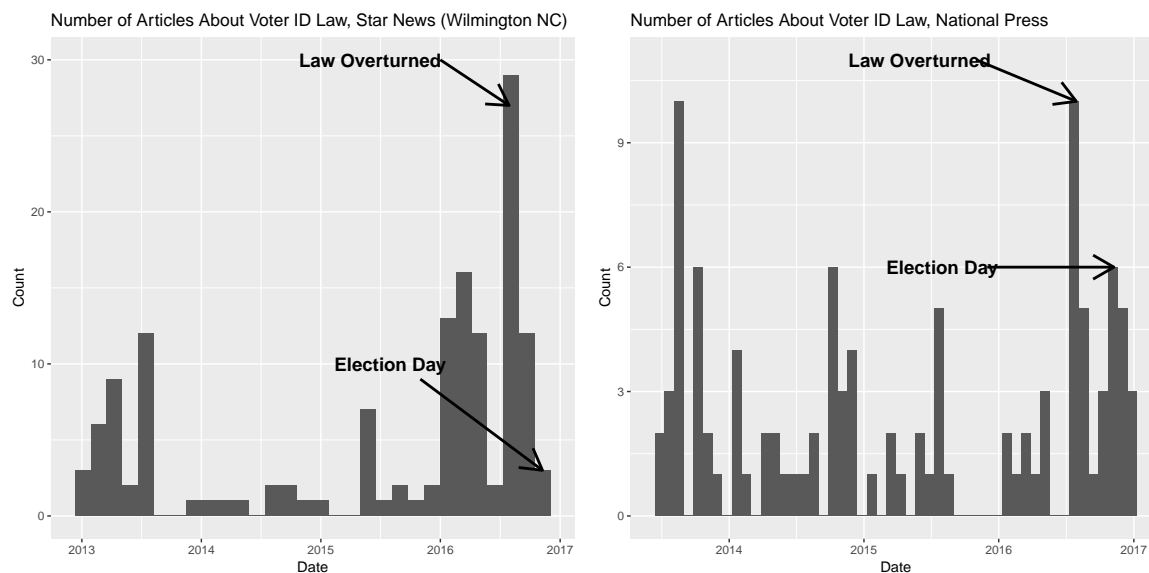 Number of Articles About Voter ID Law, Star News (Wilmington NC)
30
20
10
0
Count
Law Overturned
Election Day
2013
2014
2015
2016
2017
Date
Number of Articles About Voter ID Law, National Press
9
6
3
0
Count
Law Overturned
Election Day
2014
2015
2016
2017
Date